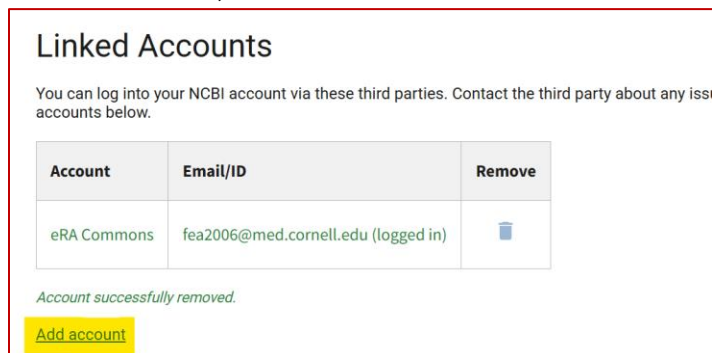 Linked Accounts
You can log into your NCBI account via these third parties. Contact the third party about any
accounts below.
Account Email/ID Remove
eRA Commons fea2006@med.cornell.edu (logged in)
Account successfully removed.
Add account